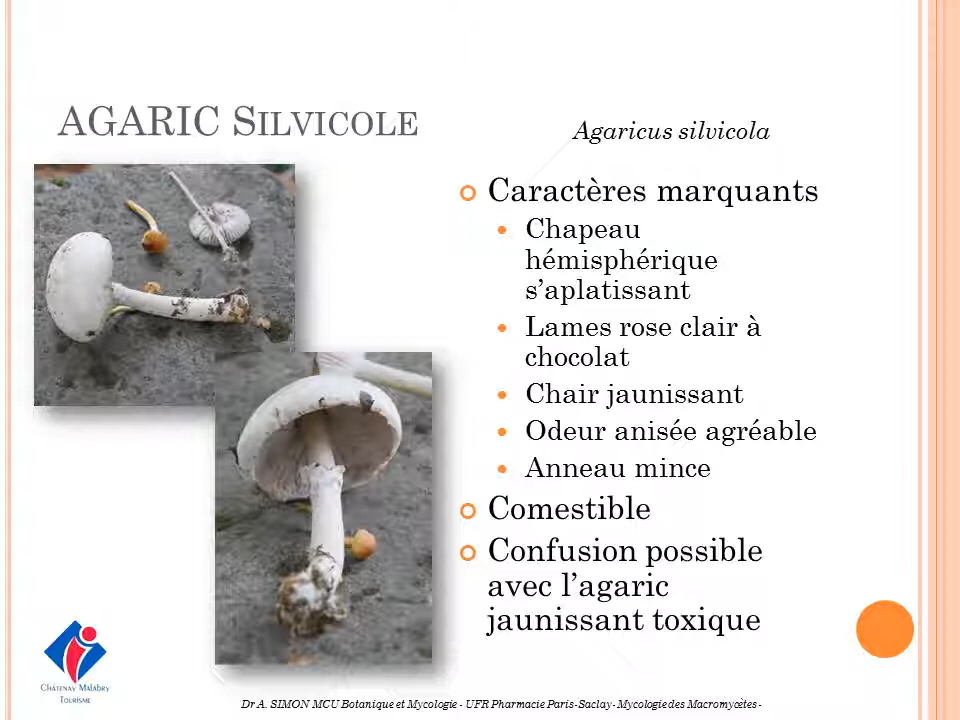 AGARIC SILVICOLE
Agaricus silvicola
Caractères marquants
Chapeau
hémisphérique
s’aplatissant
Lames rose clair à
chocolat
Chair jaunissant
Odeur anisée agréable
Anneau mince
Comestible
Confusion possible
avec l’agaric
jaunissant toxique
CHÂTENAY MALABRY
TOURISME
Dr A. SIMON MCU Botanique et Mycologie - UFR Pharmacie Paris-Saclay- Mycologie des Macromycètes -